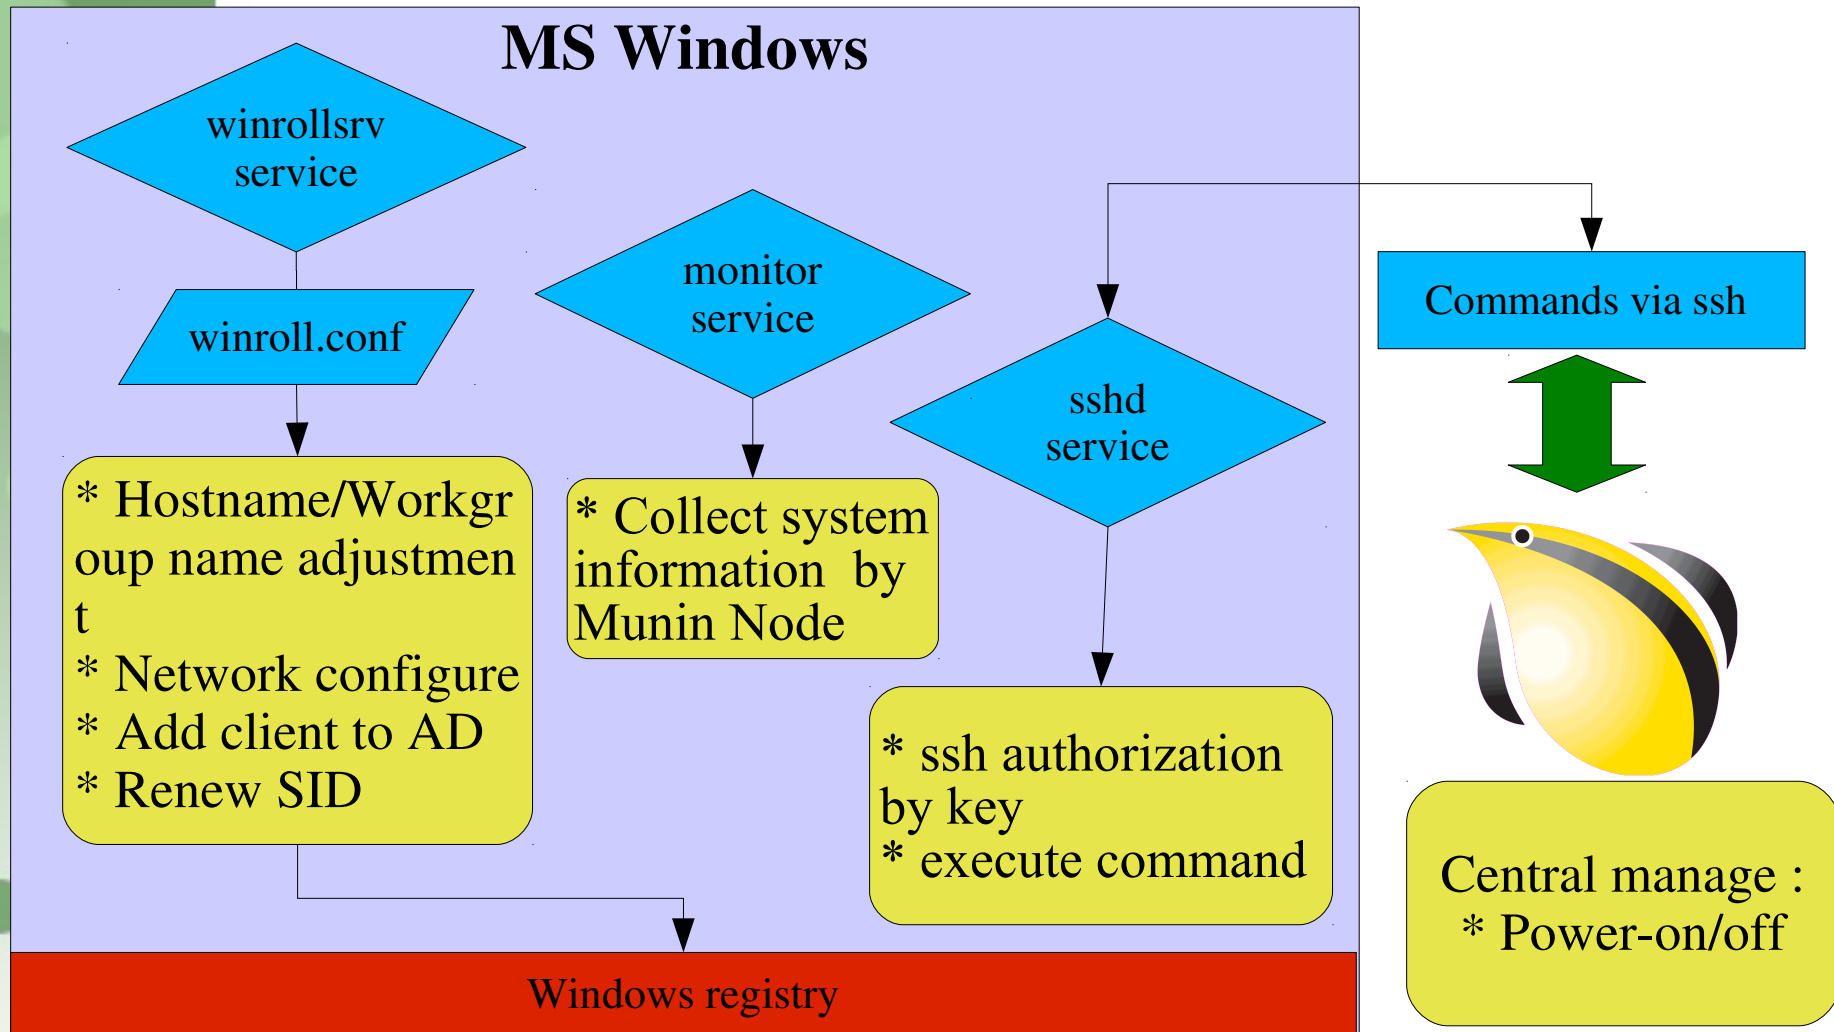 MS Windows
winrollsrv
service
winroll.conf
* Hostname/Workgr
oup name adjustmen
t
* Network configure
* Add client to AD
* Renew SID
monitor
service
* Collect system
information  by
Munin Node
sshd
service
* ssh authorization
by key
* execute command
Commands via ssh
Central manage :
* Power-on/off
Windows registry